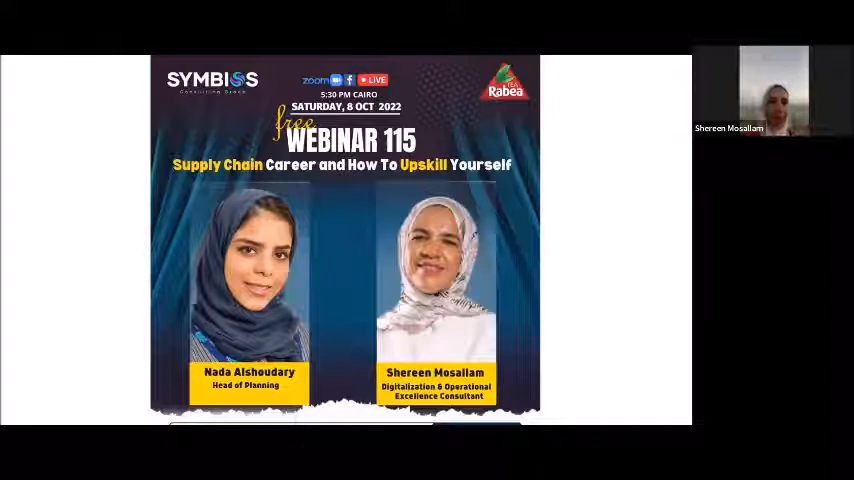 SYMBIOS
Consulting Group
zoom f LIVE
TEA
Rabea
5:30 PM CAIRO
SATURDAY, 8 OCT 2022
free
WEBINAR 115
Supply Chain Career and How To Upskill Yourself
Nada Alshoudary
Head of Planning
Shereen Mosallam
Digitalization & Operational
Excellence Consultant
Shereen Mosallam